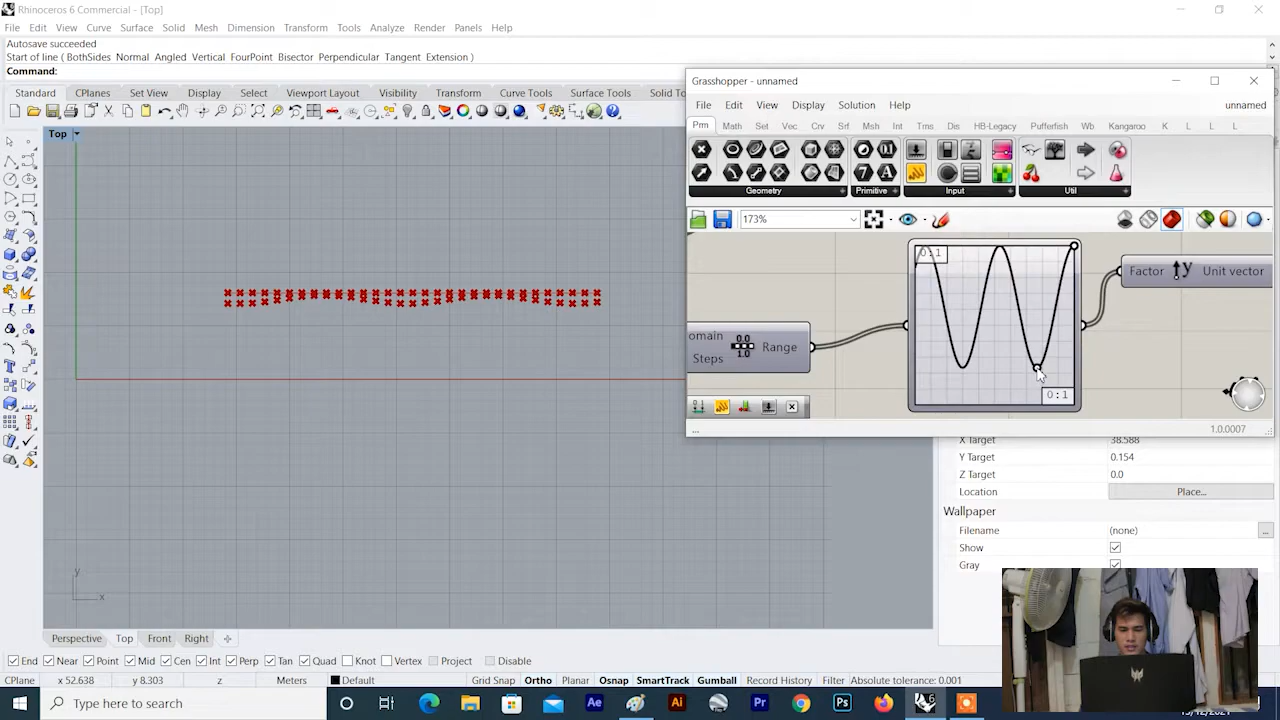 Rhinoceros 6 Commercial - [Top]
File Edit View Curve Surface Solid Mesh Dimension Transform Tools Analyze Render Panels Help
Autosave succeeded
Start of line ( BothSides Normal Angled Vertical FourPoint Bisector Perpendicular Tangent Extension )
Command:
Standard CPlanes Set View Display Select Viewport Layout Visibility Transform Curve Tools Surface Tools Solid To
Top
Grasshopper - unnamed
File Edit View Display Solution Help unnamed
Prm Math Set Vec Crv Srf Msh Int Trns Dis HB-Legacy Pufferfish Wb Kangaroo K L L L
Geometry Primitive Input Util
173%
0:1
Factor Unit vector
omain Range
Steps
0.0
1.0
0:1
...
1.0.0007
X Target 38.588
Y Target 0.154
Z Target 0.0
Location Place...
Wallpaper
Filename (none) ...
Show
Gray
y
x
Perspective Top Front Right
End Near Point Mid Cen Int Perp Tan Quad Knot Vertex Project Disable
CPlane x 52.638 y 8.303 z Meters Default Grid Snap Ortho Planar Osnap SmartTrack Gumball Record History Filter Absolute tolerance: 0.001
Type here to search